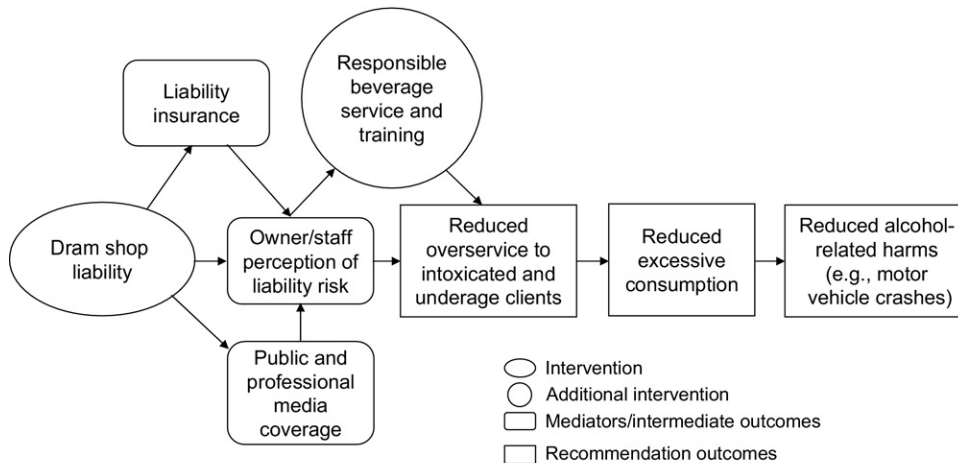 Liability
insurance
Responsible
beverage
service and
training
Dram shop
liability
Owner/staff
perception of
liability risk
Reduced
overservice to
intoxicated and
underage clients
Reduced
excessive
consumption
Reduced alcohol-
related harms
(e.g., motor
vehicle crashes)
Public and
professional
media
coverage
Intervention
Additional intervention
Mediators/intermediate outcomes
Recommendation outcomes